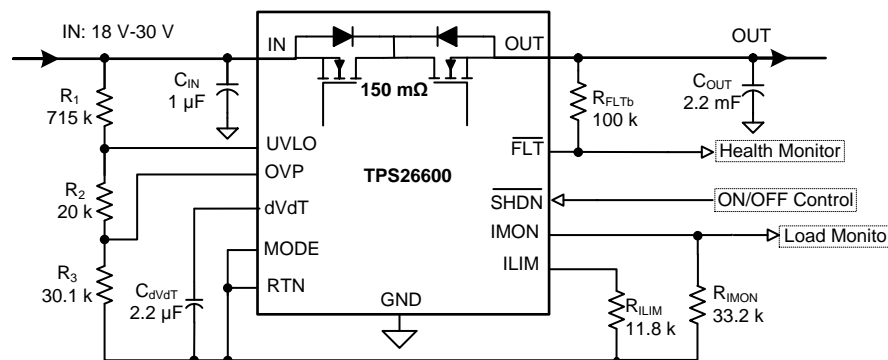 IN: 18 V-30 V
IN
OUT
OUT
CIN
1 µF
150 mΩ
COUT
2.2 mF
R1
715 k
RFLTb
100 k
UVLO
FLT
Health Monitor
OVP
TPS26600
R2
20 k
dVdT
SHDN
ON/OFF Control
MODE
IMON
Load Monito
R3
30.1 k
CdVdT
2.2 µF
RTN
ILIM
GND
RILIM
11.8 k
RIMON
33.2 k